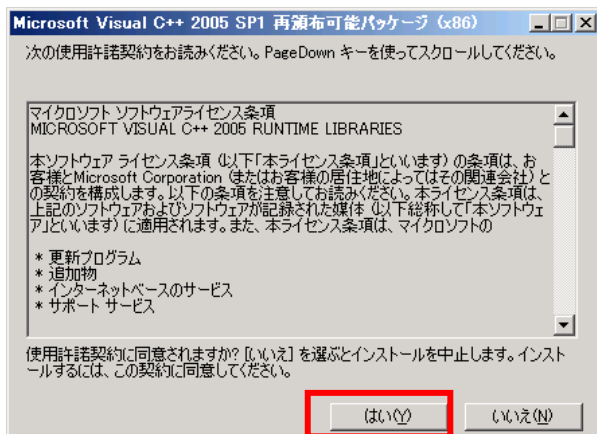 Microsoft Visual C++ 2005 SP1 再頒布可能パッケージ (x86)
次の使用許諾契約をお読みください。PageDown キーを使ってスクロールしてください。
マイクロソフト ソフトウェアライセンス条項
MICROSOFT VISUAL C++ 2005 RUNTIME LIBRARIES
本ソフトウェア ライセンス条項 (以下「本ライセンス条項」といいます) の条項は、お
客様とMicrosoft Corporation (またはお客様の居住地によってはその関連会社) と
の契約を構成します。以下の条項を注意してお読みください。本ライセンス条項は、
上記のソフトウェアおよびソフトウェアが記録された媒体 (以下総称して「本ソフトウェ
ア」といいます) に適用されます。また、本ライセンス条項は、マイクロソフトの
* 更新プログラム
* 追加物
* インターネットベースのサービス
* サポート サービス
使用許諾契約に同意されますか? [いいえ] を選ぶとインストールを中止します。インスト
ールするには、この契約に同意してください。
はい(Y) いいえ(N)